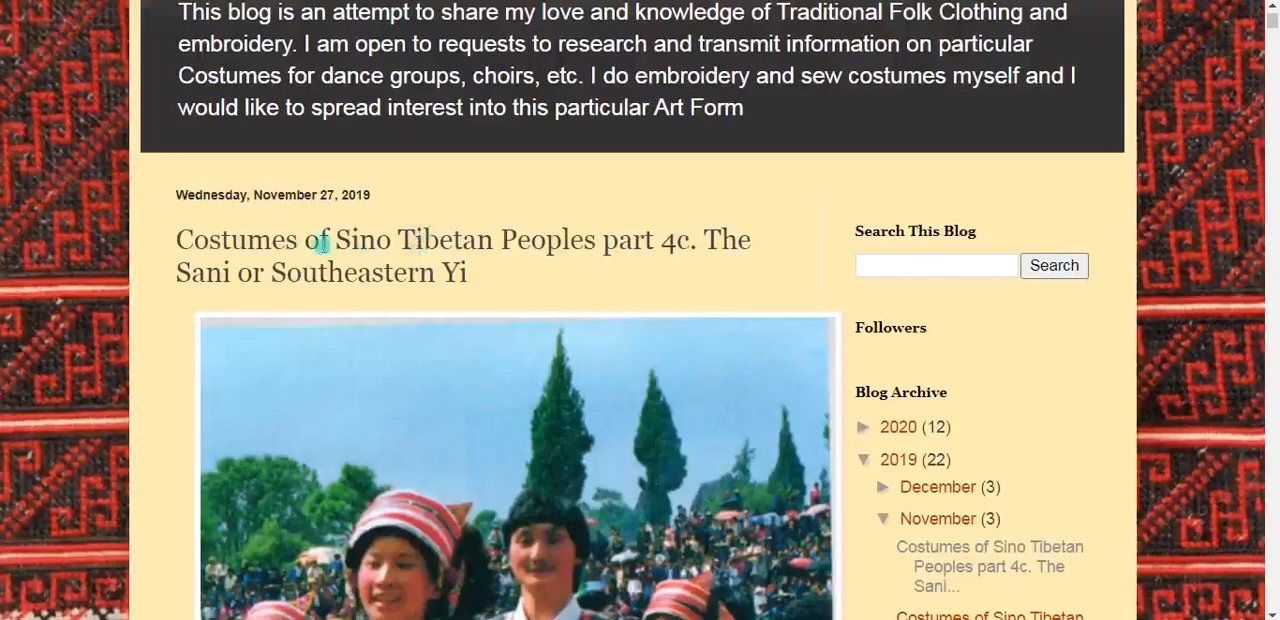 This blog is an attempt to share my love and knowledge of Traditional Folk Clothing and
embroidery. I am open to requests to research and transmit information on particular
Costumes for dance groups, choirs, etc. I do embroidery and sew costumes myself and I
would like to spread interest into this particular Art Form
Wednesday, November 27, 2019
Costumes of Sino Tibetan Peoples part 4c. The
Sani or Southeastern Yi
Search This Blog
Search
Followers
Blog Archive
► 2020 (12)
▼ 2019 (22)
► December (3)
▼ November (3)
Costumes of Sino Tibetan
Peoples part 4c. The
Sani...
Costumes of Sino Tibetan